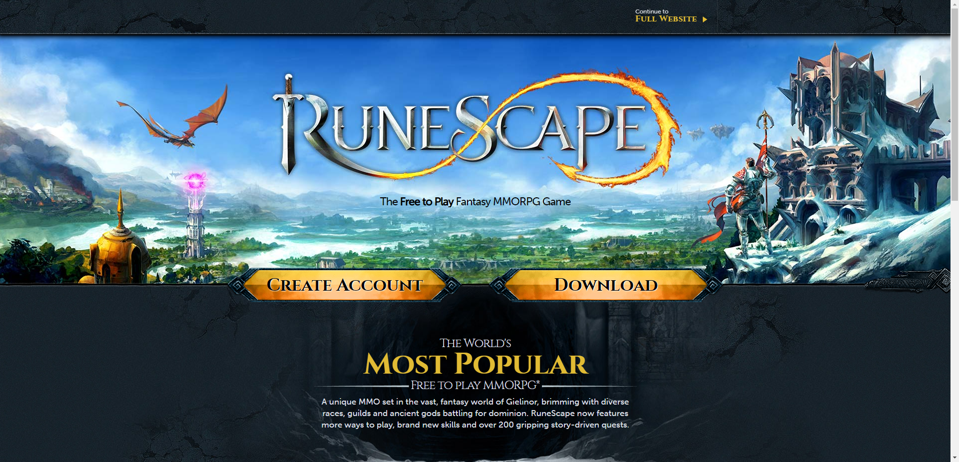 Continue to
Full Website
RuneScape
The Free to Play Fantasy MMORPG Game
Create Account
Download
The World's
Most Popular
Free to play MMORPG*
A unique MMO set in the vast, fantasy world of Gielinor, brimming with diverse
races, guilds and ancient gods battling for dominion. RuneScape now features
more ways to play, brand new skills and over 200 gripping story-driven quests.